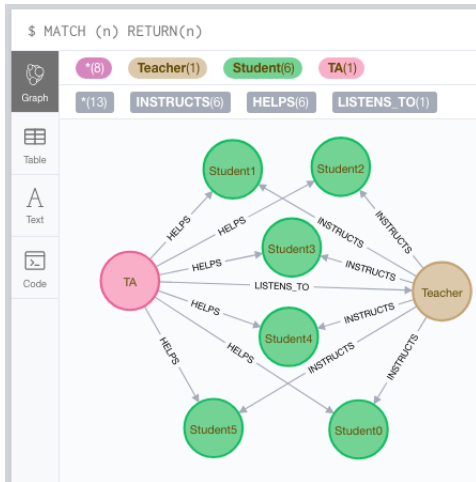 $ MATCH (n) RETURN(n)
*(8) Teacher(1) Student(6) TA(1)
*(13) INSTRUCTS(6) HELPS(6) LISTENS_TO(1)
Graph
Table
A
Text
Code
Student1
Student2
HELPS
HELPS
INSTRUCTS
INSTRUCTS
Student3
HELPS
INSTRUCTS
TA
LISTENS_TO
Teacher
HELPS
INSTRUCTS
Student4
HELPS
HELPS
INSTRUCTS
INSTRUCTS
Student5
Student0